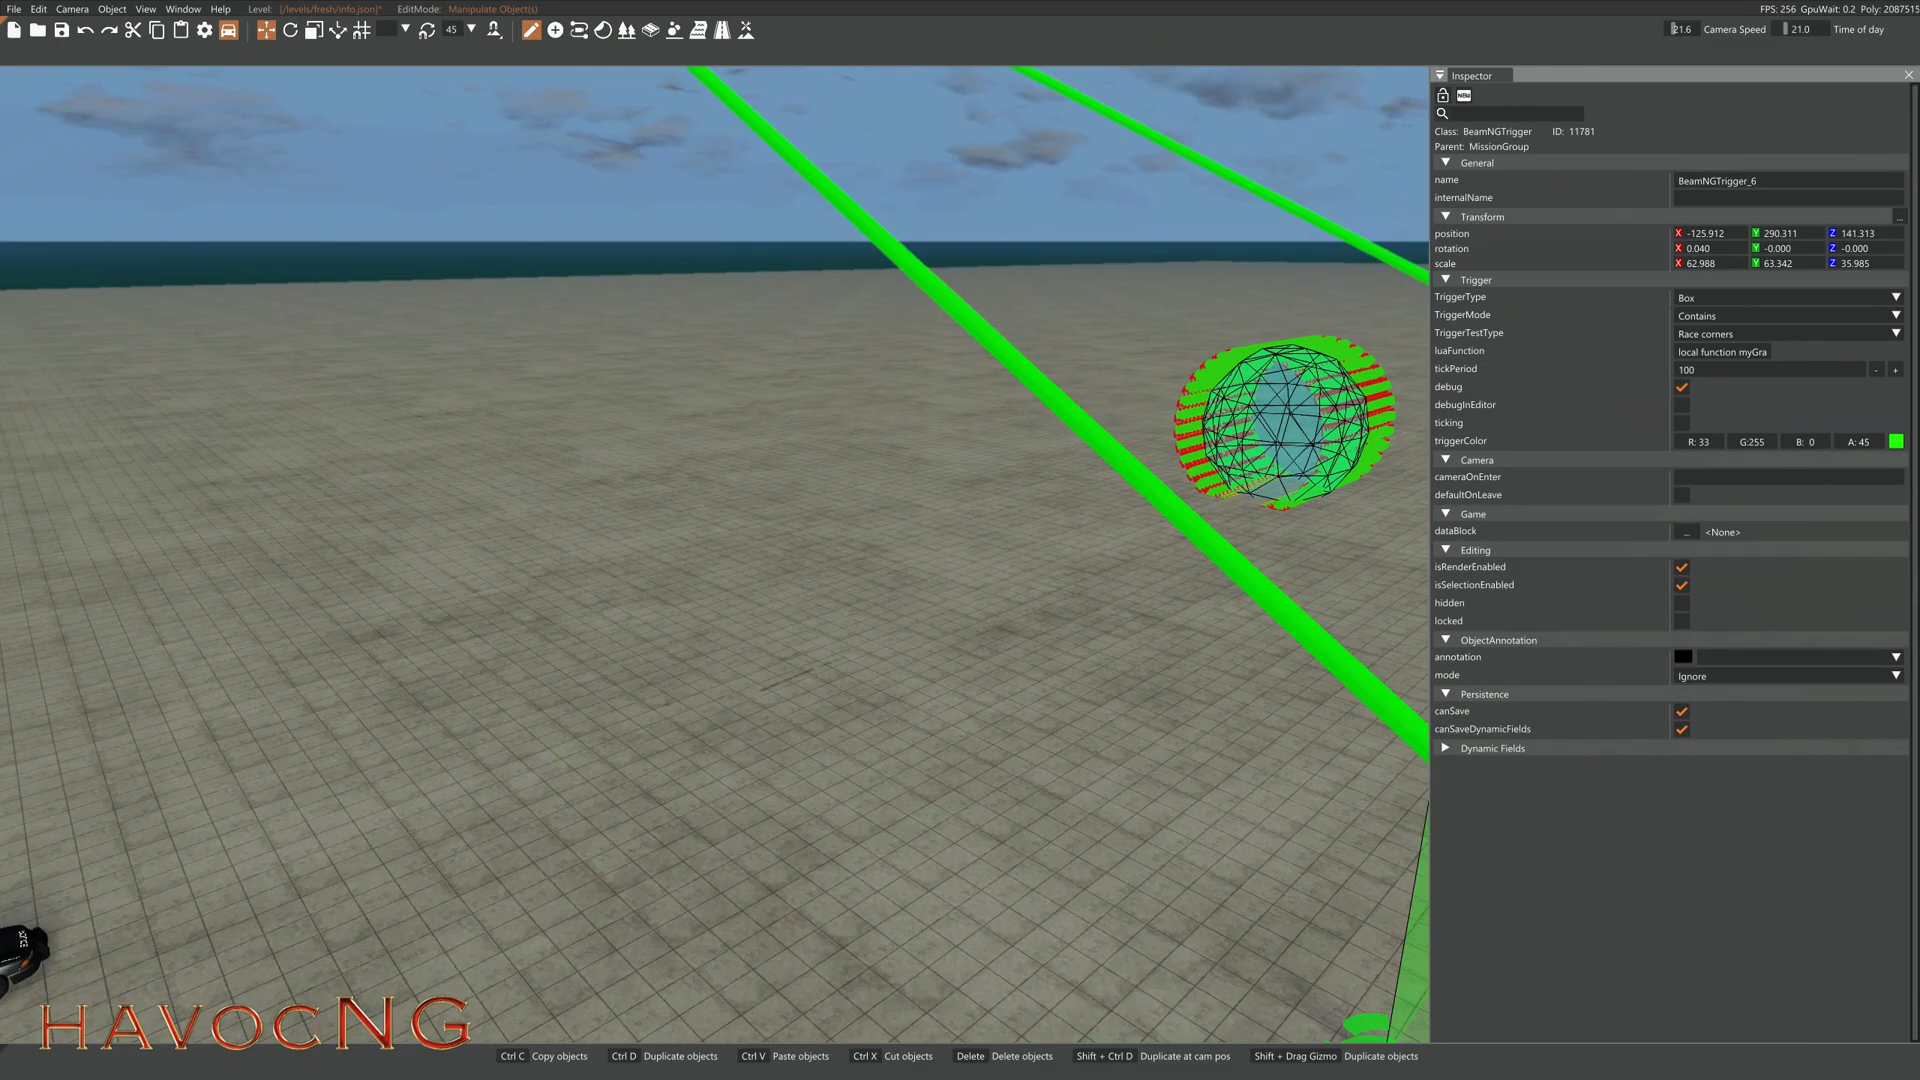 File Edit Camera Object View Window Help Level: [/levels/fresh/info.json]* EditMode: Manipulate Object(s) FPS: 256 GpuWait: 0.2 Poly: 2087515
45 21.6 Camera Speed 21.0 Time of day
Inspector
NEW
Class: BeamNGTrigger ID: 11781
Parent: MissionGroup
General
name BeamNGTrigger_6
internalName
Transform ...
position X -125.912 Y 290.311 Z 141.313
rotation X 0.040 Y -0.000 Z -0.000
scale X 62.988 Y 63.342 Z 35.985
Trigger
TriggerType Box
TriggerMode Contains
TriggerTestType Race corners
luaFunction local function myGra
tickPeriod 100 - +
debug
debugInEditor
ticking
triggerColor R: 33 G:255 B: 0 A: 45
Camera
cameraOnEnter
defaultOnLeave
Game
dataBlock ... <None>
Editing
isRenderEnabled
isSelectionEnabled
hidden
locked
ObjectAnnotation
annotation
mode Ignore
Persistence
canSave
canSaveDynamicFields
Dynamic Fields
HAVOCNG
Ctrl C Copy objects Ctrl D Duplicate objects Ctrl V Paste objects Ctrl X Cut objects Delete Delete objects Shift + Ctrl D Duplicate at cam pos Shift + Drag Gizmo Duplicate objects